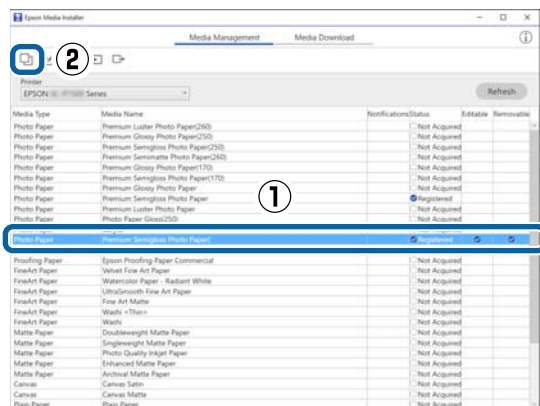 Epson Media Installer
Media Management Media Download
2
Printer
EPSON Series
Refresh
Media Type Media Name Notifications Status Editable Removable
Photo Paper Premium Luster Photo Paper(260) Not Acquired
Photo Paper Premium Glossy Photo Paper(250) Not Acquired
Photo Paper Premium Semigloss Photo Paper(250) Not Acquired
Photo Paper Premium Semimatte Photo Paper(260) Not Acquired
Photo Paper Premium Glossy Photo Paper(170) Not Acquired
Photo Paper Premium Semigloss Photo Paper(170) Not Acquired
Photo Paper Premium Glossy Photo Paper Not Acquired
Photo Paper Premium Semigloss Photo Paper Registered
Photo Paper Premium Luster Photo Paper Not Acquired
Photo Paper Photo Paper Gloss(250) Not Acquired
1
Photo Paper Premium Semigloss Photo Paper( Registered
Proofing Paper Epson Proofing Paper Commercial Not Acquired
FineArt Paper Velvet Fine Art Paper Not Acquired
FineArt Paper Watercolor Paper - Radiant White Not Acquired
FineArt Paper UltraSmooth Fine Art Paper Not Acquired
FineArt Paper Fine Art Matte Not Acquired
FineArt Paper Washi <Thin> Not Acquired
FineArt Paper Washi Not Acquired
Matte Paper Doubleweight Matte Paper Not Acquired
Matte Paper Singleweight Matte Paper Not Acquired
Matte Paper Photo Quality Inkjet Paper Not Acquired
Matte Paper Enhanced Matte Paper Not Acquired
Matte Paper Archival Matte Paper Not Acquired
Canvas Canvas Satin Not Acquired
Canvas Canvas Matte Not Acquired
Plain Paper Plain Paper Not Acquired